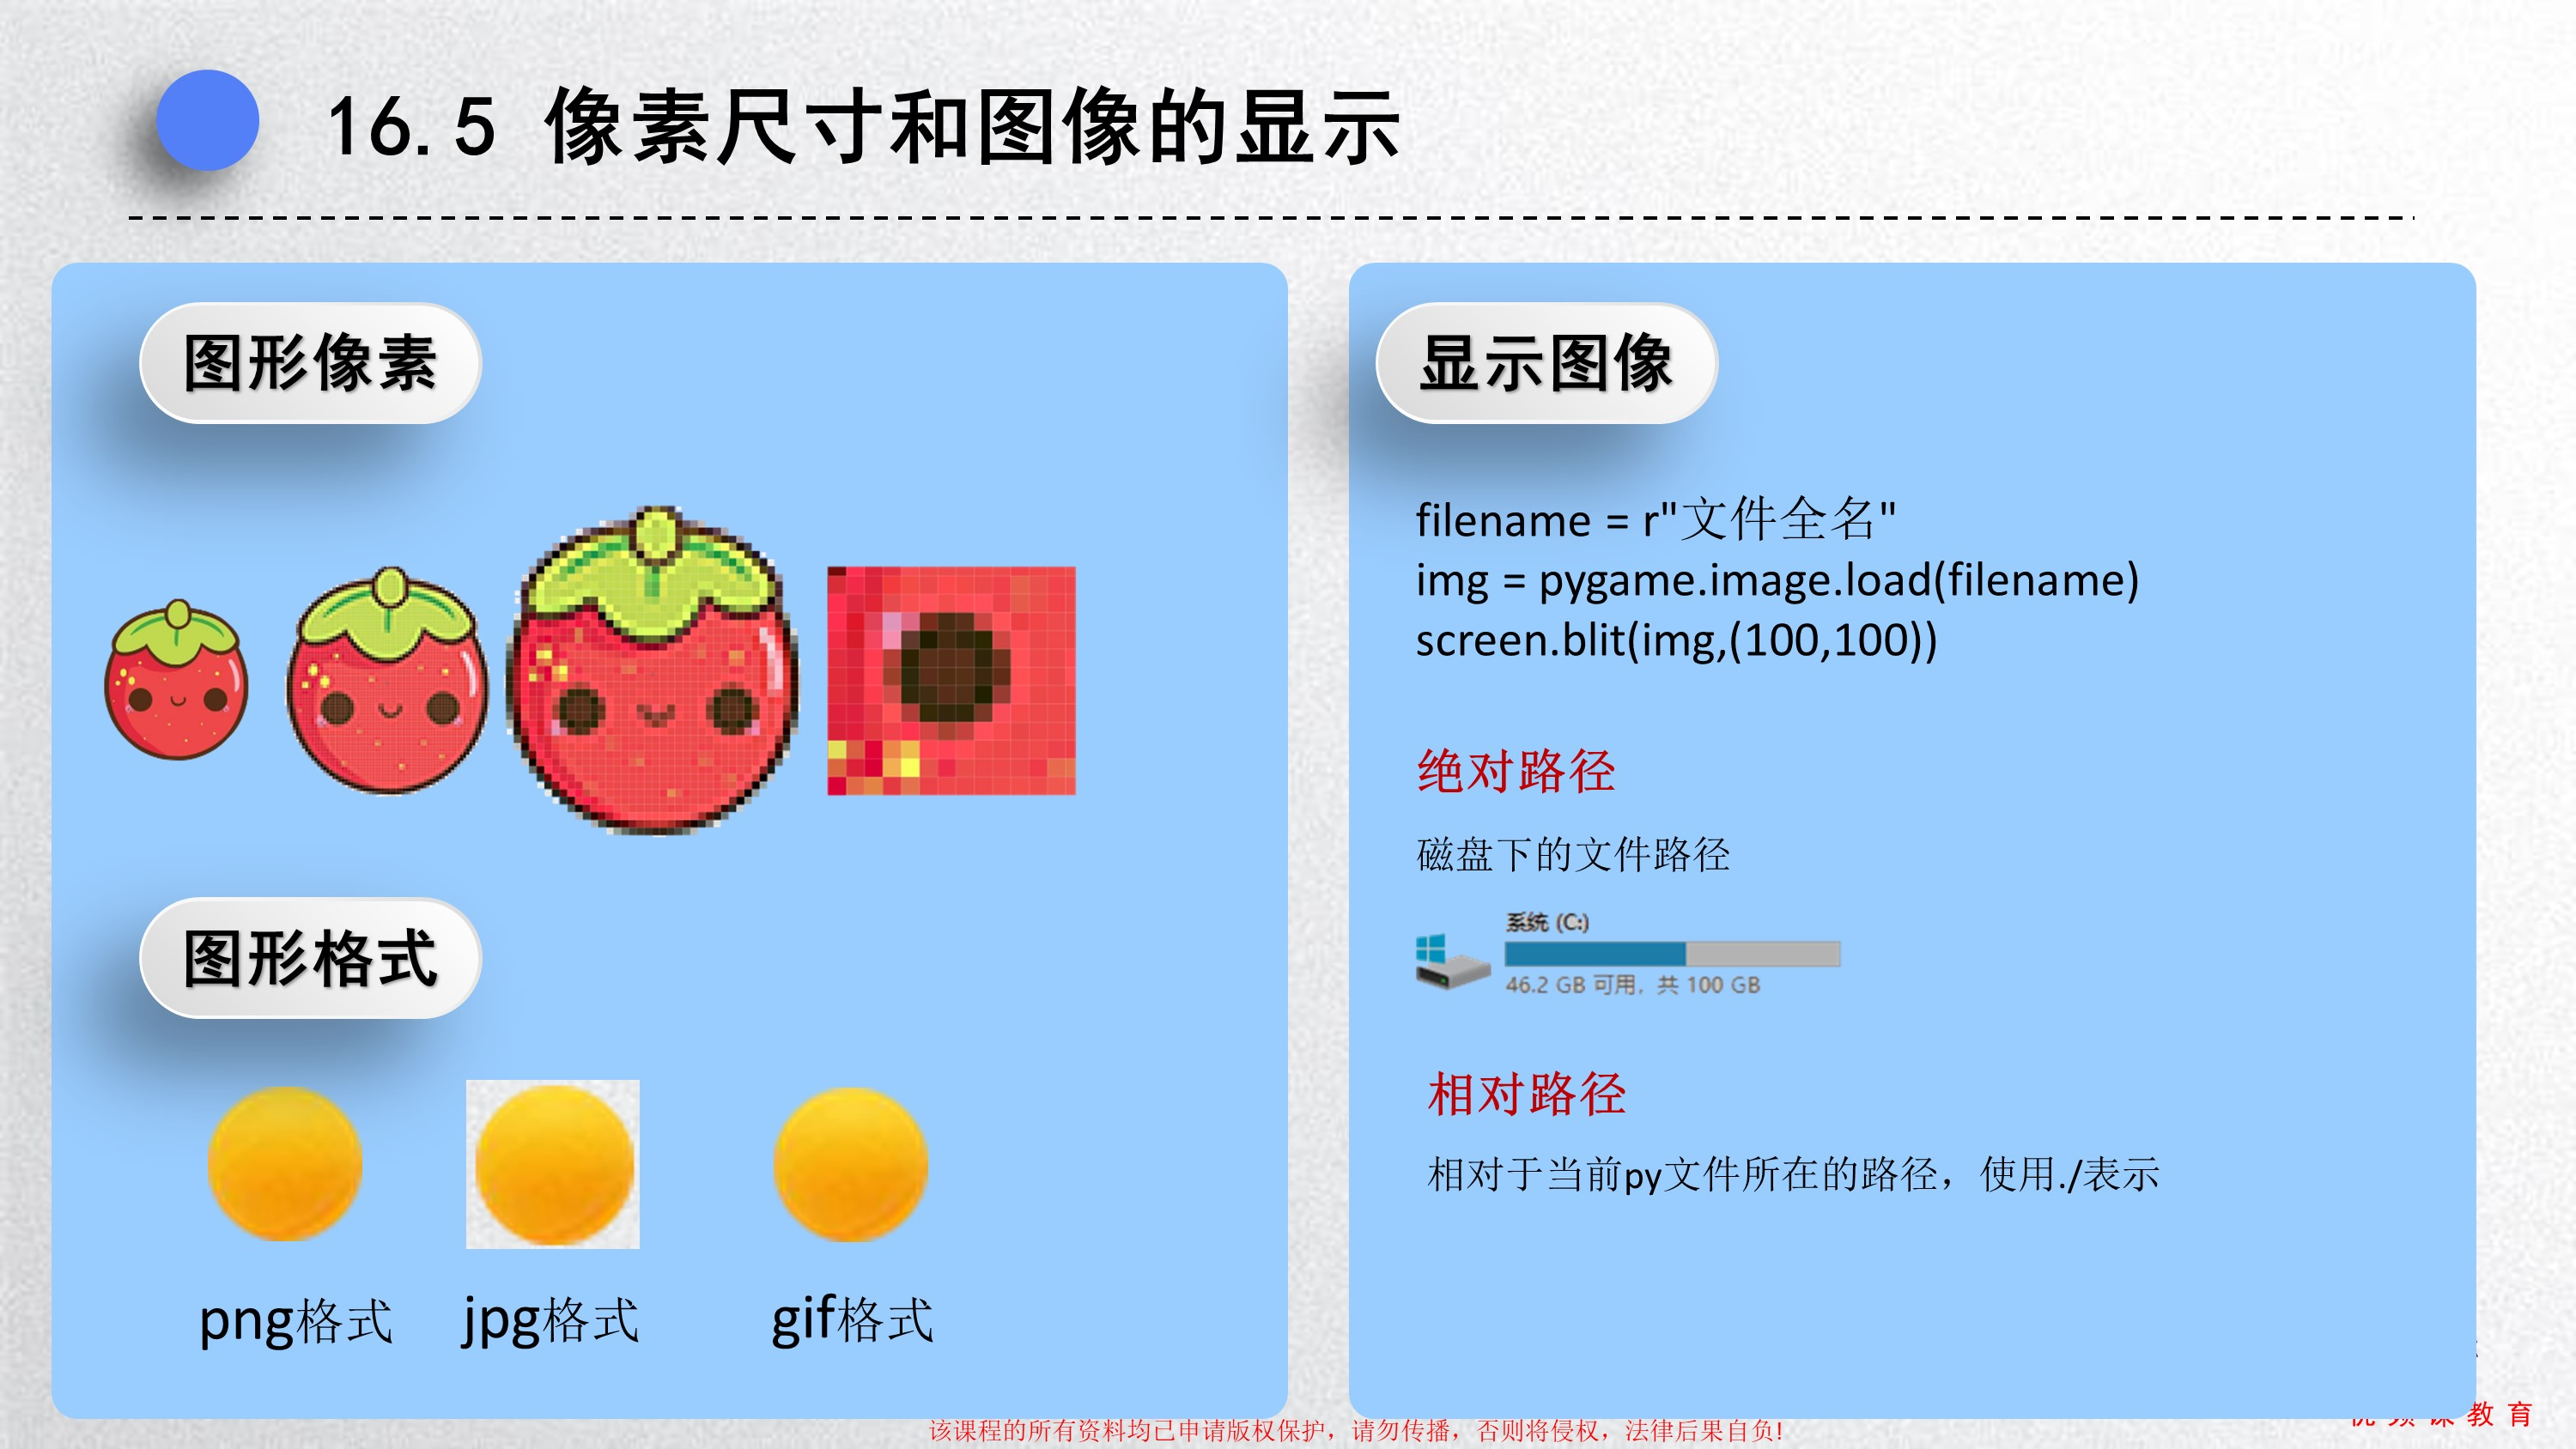 16.5 像素尺寸和图像的显示
图形像素
图形格式
png格式
jpg格式
gif格式
显示图像
filename = r"文件全名"
img = pygame.image.load(filename)
screen.blit(img,(100,100))
绝对路径
磁盘下的文件路径
系统 (C:)
46.2 GB 可用，共 100 GB
相对路径
相对于当前py文件所在的路径，使用./表示
该课程的所有资料均已申请版权保护，请勿传播，否则将侵权，法律后果自负!
教育